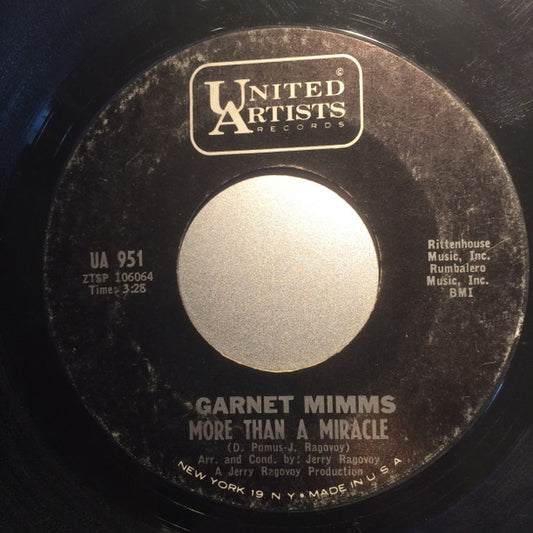 ©
UNITED
ARTISTS
RECORDS
UA 951
ZTSP 106064
Time: 3:28
Rittenhouse
Music, Inc.
Rumbalero
Music, Inc.
BMI
GARNET MIMMS
MORE THAN A MIRACLE
(D. Pomus-J. Ragovoy)
Arr. and Cond. by: Jerry Ragovoy
A Jerry Ragovoy Production
NEW YORK 19 N Y • MADE IN U S A